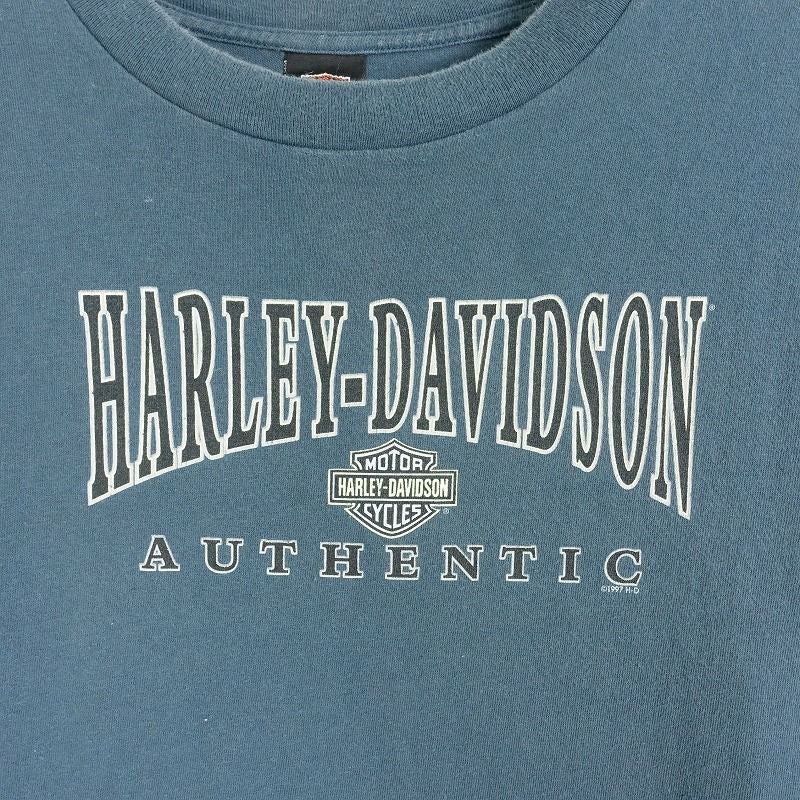 HARLEY-DAVIDSON®
MOTOR
HARLEY-DAVIDSON
CYCLES®
AUTHENTIC
©1997 H-D